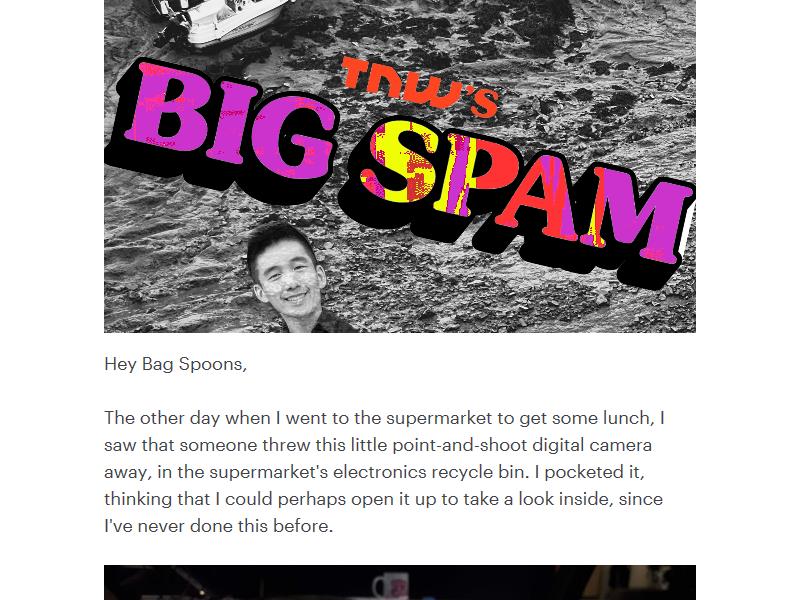 TNW'S
BIG SPAM
Hey Bag Spoons,
The other day when I went to the supermarket to get some lunch, I
saw that someone threw this little point-and-shoot digital camera
away, in the supermarket's electronics recycle bin. I pocketed it,
thinking that I could perhaps open it up to take a look inside, since
I've never done this before.